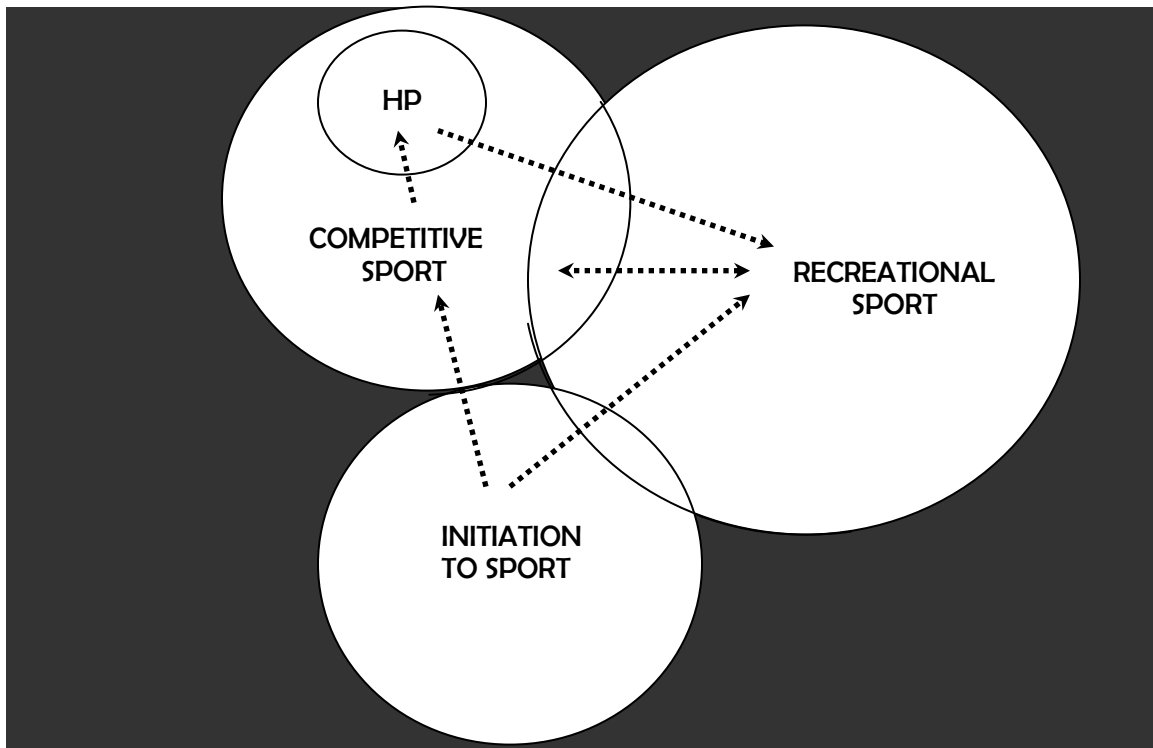 HP
COMPETITIVE
SPORT
RECREATIONAL
SPORT
INITIATION
TO SPORT